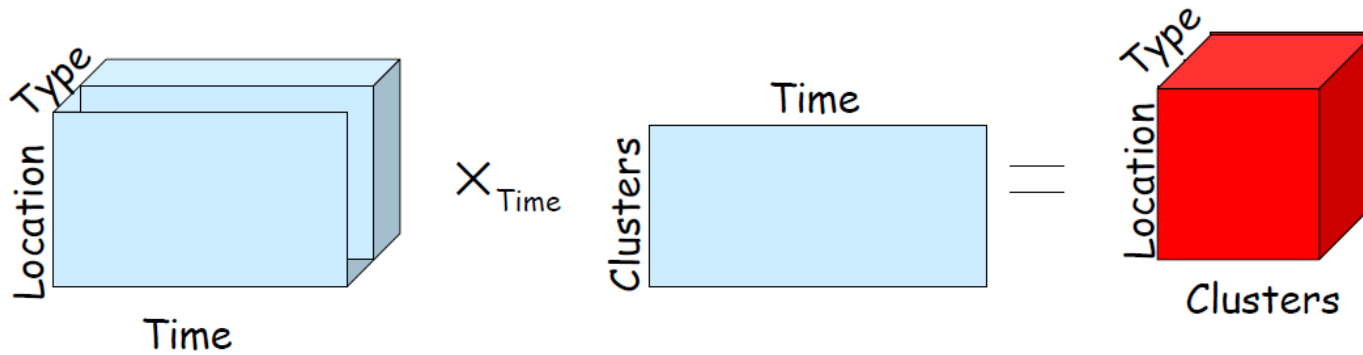 Type
Location
Time
× Time
Time
Clusters
=
Type
Location
Clusters